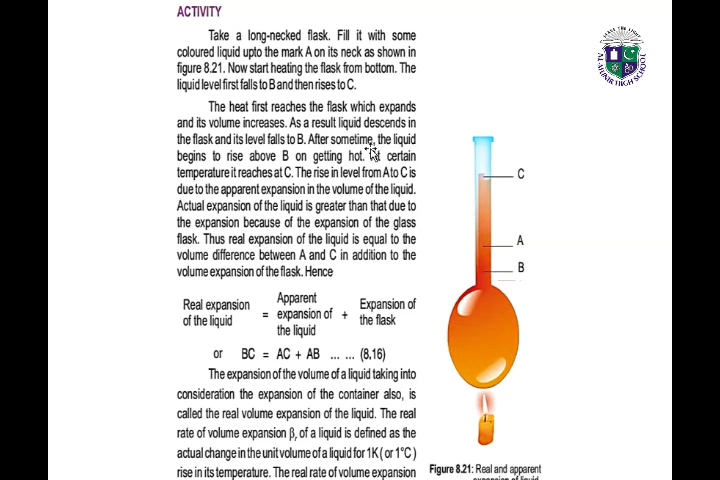 ACTIVITY
Take a long-necked flask. Fill it with some
coloured liquid upto the mark A on its neck as shown in
figure 8.21. Now start heating the flask from bottom. The
liquid level first falls to B and then rises to C.
The heat first reaches the flask which expands
and its volume increases. As a result liquid descends in
the flask and its level falls to B. After sometime, the liquid
begins to rise above B on getting hot. At certain
temperature it reaches at C. The rise in level from A to C is
due to the apparent expansion in the volume of the liquid.
Actual expansion of the liquid is greater than that due to
the expansion because of the expansion of the glass
flask. Thus real expansion of the liquid is equal to the
volume difference between A and C in addition to the
volume expansion of the flask. Hence
Real expansion of the liquid = Apparent expansion of the liquid + Expansion of the flask
or BC = AC + AB ... ... (8.16)
The expansion of the volume of a liquid taking into
consideration the expansion of the container also, is
called the real volume expansion of the liquid. The real
rate of volume expansion βr of a liquid is defined as the
actual change in the unit volume of a liquid for 1K ( or 1°C )
rise in its temperature. The real rate of volume expansion
C
A
B
Figure 8.21: Real and apparent
expansion of liquid
AL-MUNIR HIGH SCHOOL